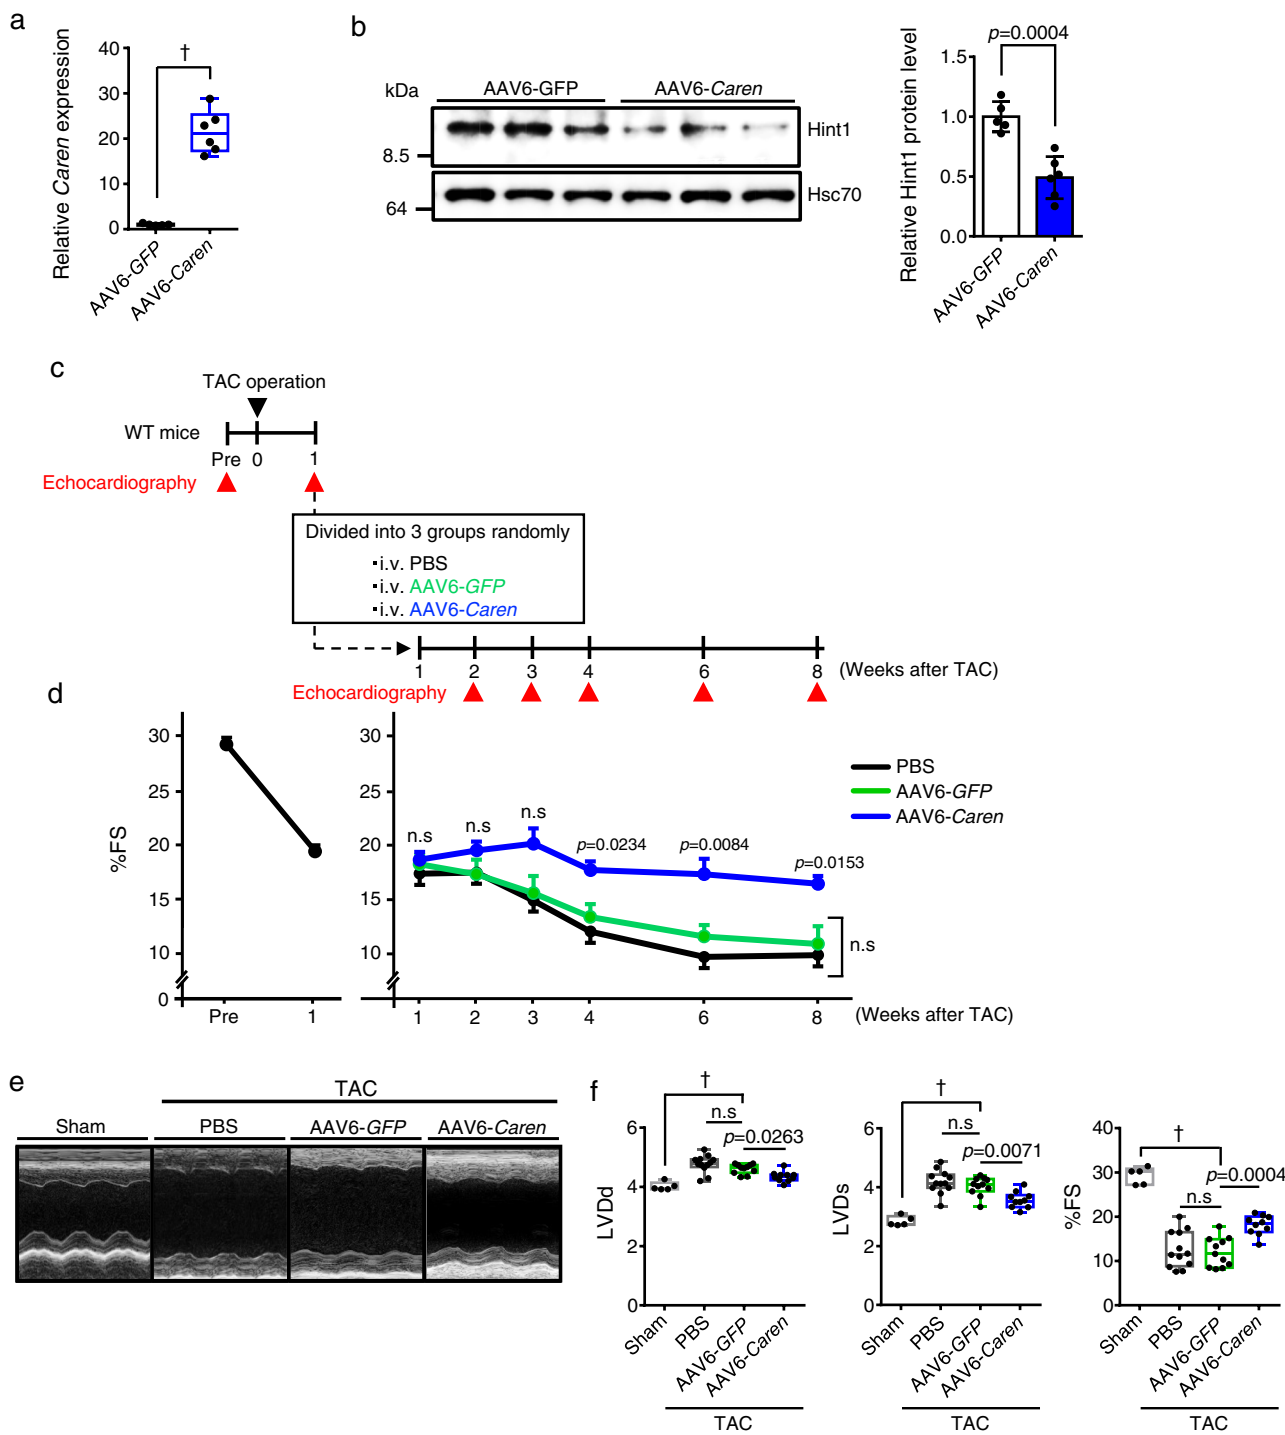 a
Relative Caren expression
40
30
20
10
0
†
AAV6-GFP
AAV6-Caren
b
kDa
AAV6-GFP
AAV6-Caren
Hint1
8.5
Hsc70
64
Relative Hint1 protein level
p=0.0004
1.5
1.0
0.5
0.0
AAV6-GFP
AAV6-Caren
c
TAC operation
WT mice
Pre 0 1
Echocardiography
Divided into 3 groups randomly
・i.v. PBS
・i.v. AAV6-GFP
・i.v. AAV6-Caren
1 2 3 4 6 8 (Weeks after TAC)
Echocardiography
d
%FS
30
25
20
15
10
0
Pre 1
30
25
20
15
10
n.s
n.s
n.s
p=0.0234
p=0.0084
p=0.0153
n.s
PBS
AAV6-GFP
AAV6-Caren
1 2 3 4 6 8 (Weeks after TAC)
e
TAC
Sham PBS AAV6-GFP AAV6-Caren
f
LVDd
6
4
2
0
†
n.s
p=0.0263
Sham
PBS
AAV6-GFP
AAV6-Caren
TAC
LVDs
6
4
2
0
†
n.s
p=0.0071
Sham
PBS
AAV6-GFP
AAV6-Caren
TAC
%FS
40
30
20
10
0
†
p=0.0004
n.s
Sham
PBS
AAV6-GFP
AAV6-Caren
TAC